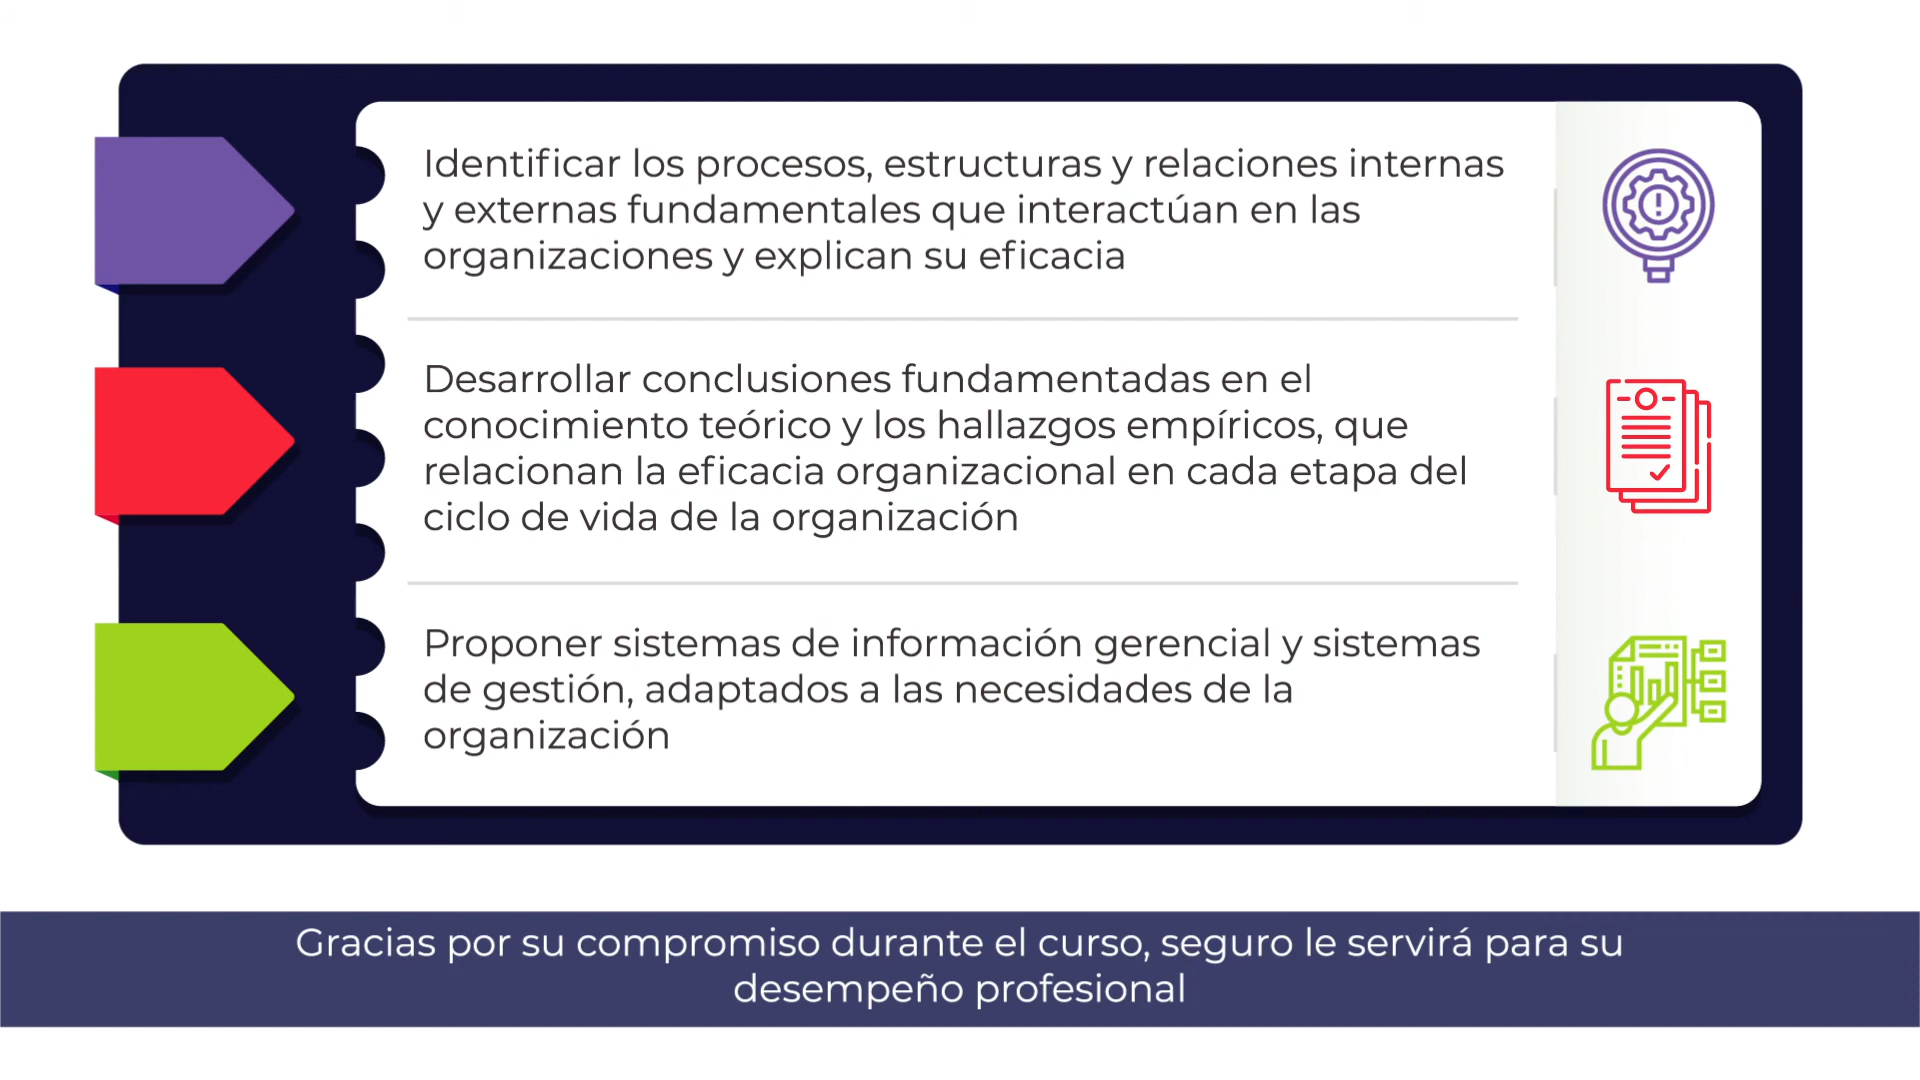 Identificar los procesos, estructuras y relaciones internas
y externas fundamentales que interactúan en las
organizaciones y explican su eficacia
Desarrollar conclusiones fundamentadas en el
conocimiento teórico y los hallazgos empíricos, que
relacionan la eficacia organizacional en cada etapa del
ciclo de vida de la organización
Proponer sistemas de información gerencial y sistemas
de gestión, adaptados a las necesidades de la
organización
Gracias por su compromiso durante el curso, seguro le servirá para su
desempeño profesional